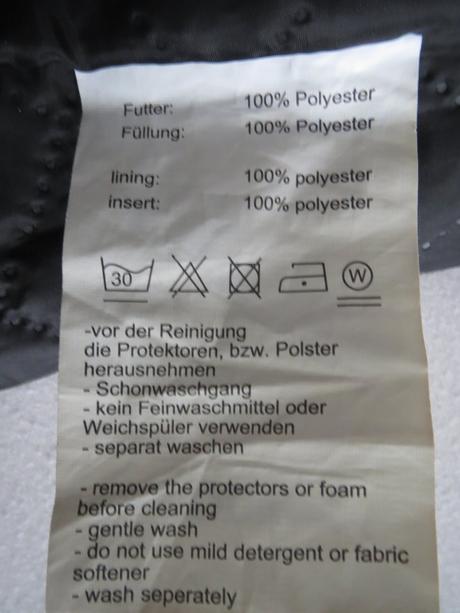 Futter: 100% Polyester
Füllung: 100% Polyester
lining: 100% polyester
insert: 100% polyester
30 W
-vor der Reinigung
die Protektoren, bzw. Polster
herausnehmen
- Schonwaschgang
- kein Feinwaschmittel oder
Weichspüler verwenden
- separat waschen
- remove the protectors or foam
before cleaning
- gentle wash
- do not use mild detergent or fabric
softener
- wash seperately